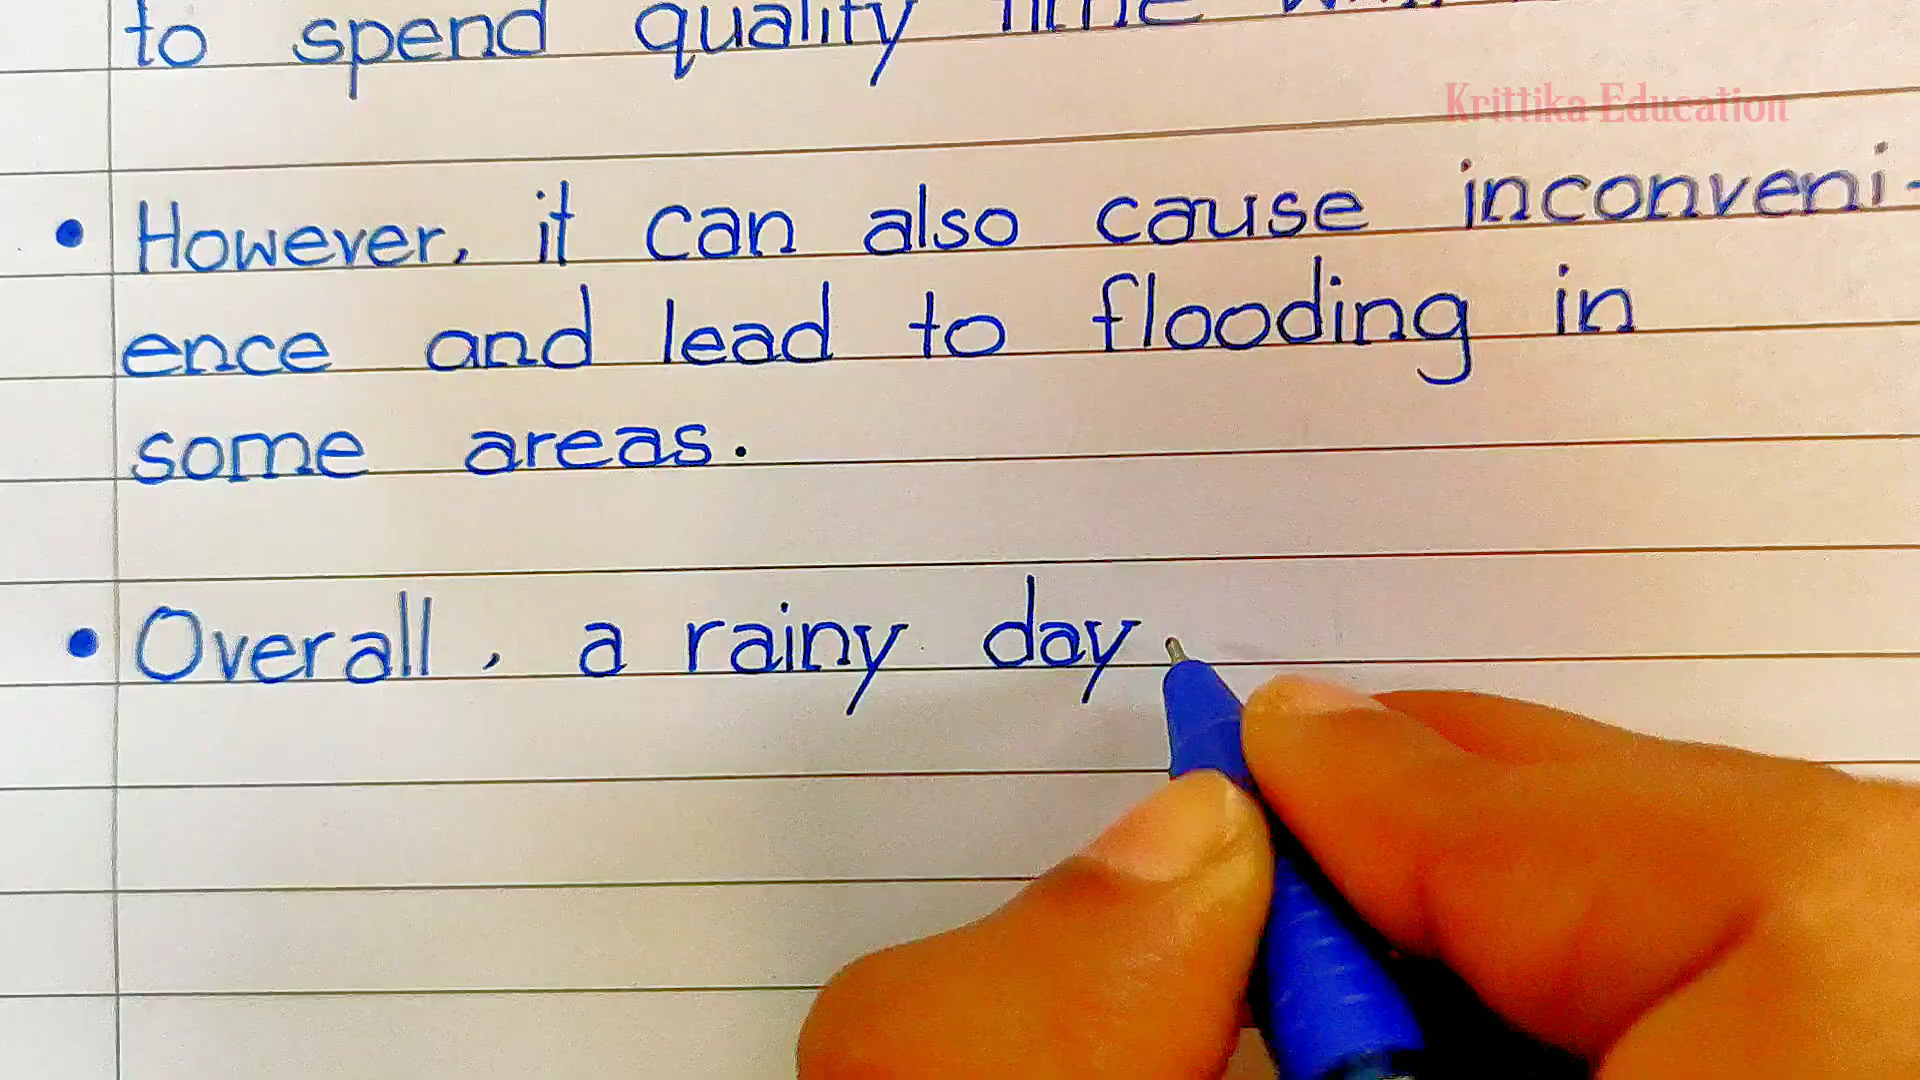 to spend quality time
Krittika Education
• However, it can also cause inconveni-
ence and lead to flooding in
some areas.
• Overall, a rainy day